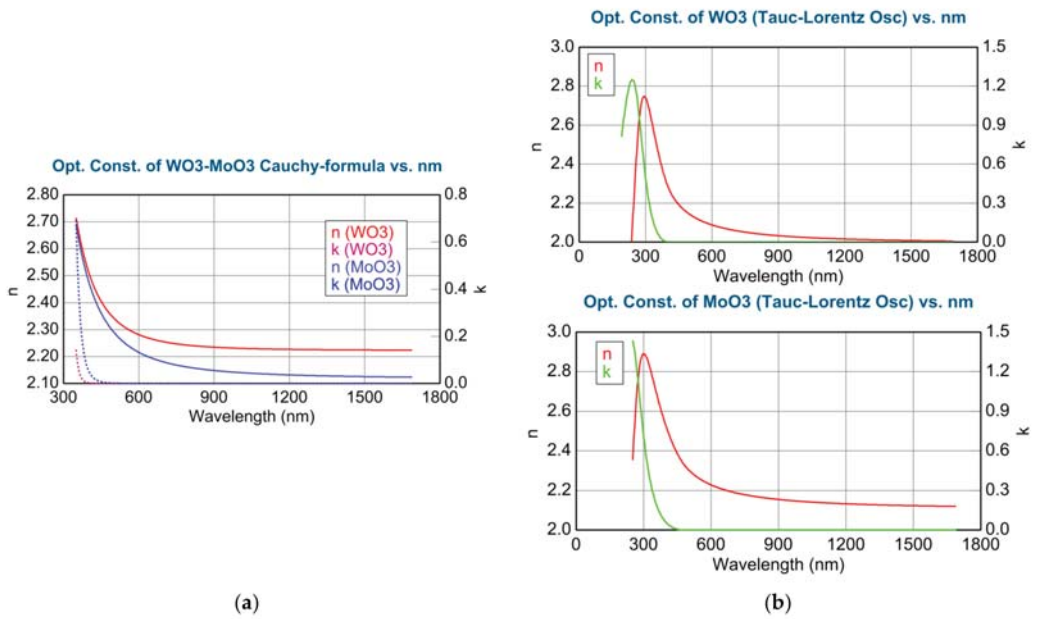 Opt. Const. of WO3-MoO3 Cauchy-formula vs. nm
2.80
2.70
2.60
2.50
2.40
2.30
2.20
2.10
n
0.8
0.6
0.4
0.2
0.0
k
n (WO3)
k (WO3)
n (MoO3)
k (MoO3)
300 600 900 1200 1500 1800
Wavelength (nm)
(a)
Opt. Const. of WO3 (Tauc-Lorentz Osc) vs. nm
3.0
2.8
2.6
2.4
2.2
2.0
n
1.5
1.2
0.9
0.6
0.3
0.0
k
n
k
0 300 600 900 1200 1500 1800
Wavelength (nm)
Opt. Const. of MoO3 (Tauc-Lorentz Osc) vs. nm
3.0
2.8
2.6
2.4
2.2
2.0
n
1.5
1.2
0.9
0.6
0.3
0.0
k
n
k
0 300 600 900 1200 1500 1800
Wavelength (nm)
(b)